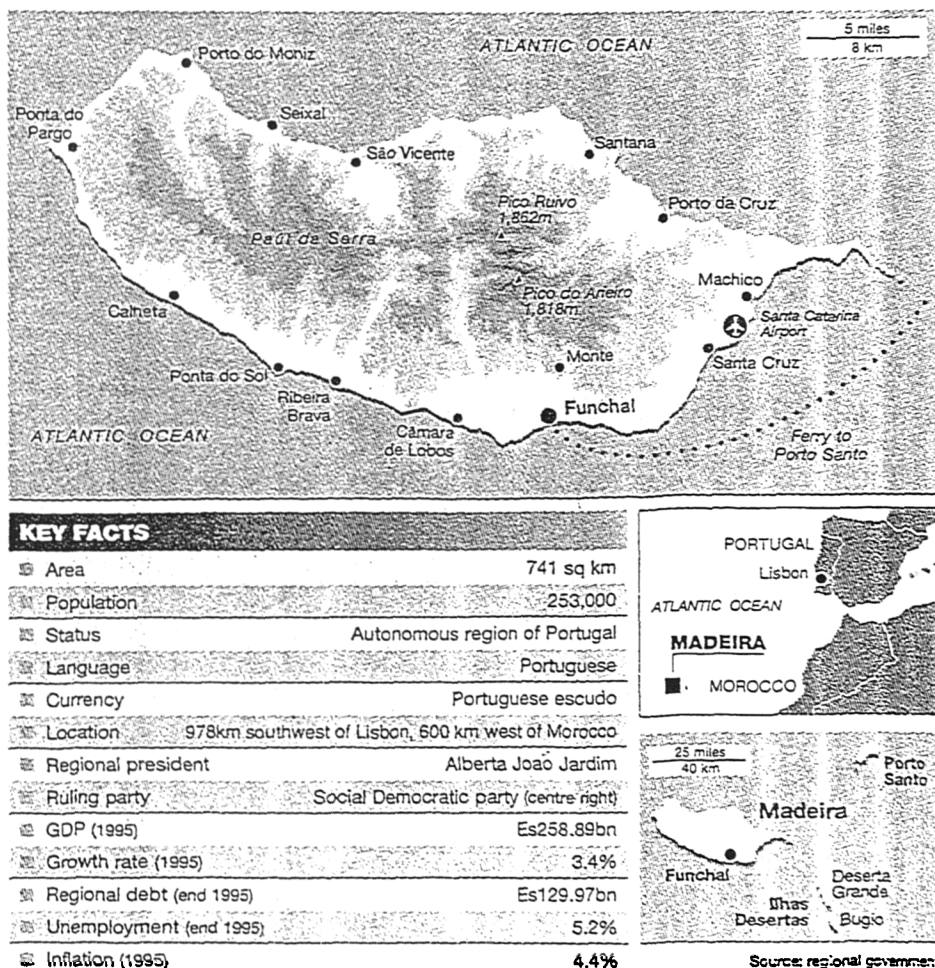 5 miles
8 km
ATLANTIC OCEAN
Porto do Moniz
Ponta do
Pargo
Seixal
São Vicente
Santana
Pico Ruivo
1,862m
Porto da Cruz
Paúl da Serra
Machico
Calheta
Pico do Arieiro
1,818m
Santa Catarina
Airport
Monte
Santa Cruz
Ponta do Sol
Ribeira
Brava
Funchal
Câmara
de Lobos
ATLANTIC OCEAN
Ferry to
Porto Santo
KEY FACTS
Area 741 sq km
Population 253,000
Status Autonomous region of Portugal
Language Portuguese
Currency Portuguese escudo
Location 978km southwest of Lisbon, 600 km west of Morocco
Regional president Alberta Joao Jardim
Ruling party Social Democratic party (centre right)
GDP (1995) Es258.89bn
Growth rate (1995) 3.4%
Regional debt (end 1995) Es129.97bn
Unemployment (end 1995) 5.2%
Inflation (1995) 4.4%
PORTUGAL
Lisbon
ATLANTIC OCEAN
MADEIRA
MOROCCO
25 miles
40 km
Porto
Santo
Madeira
Funchal
Deserta
Grande
Ilhas
Desertas
Bugio
Source: regional governmen